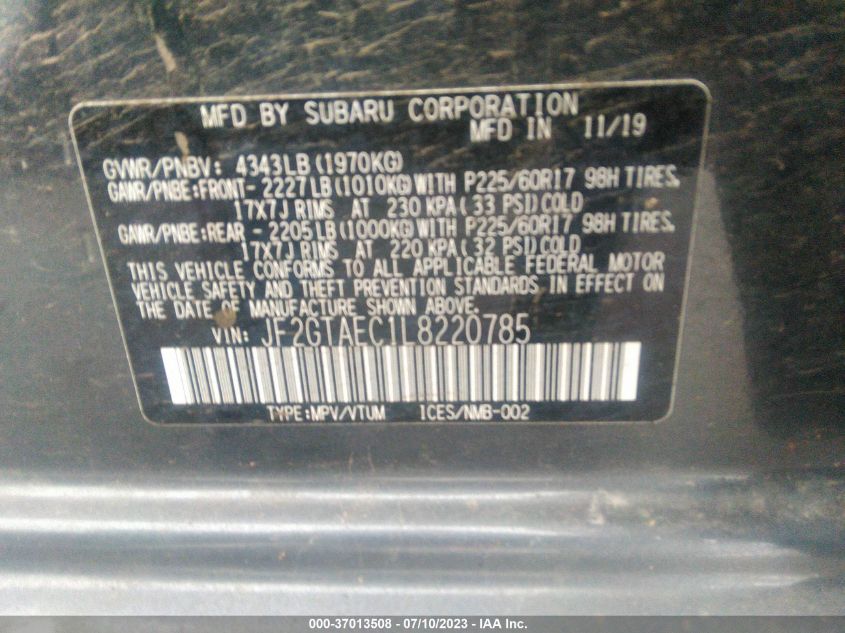 MFD BY SUBARU CORPORATION
MFD IN 11/19
GVWR/PNBV: 4343LB(1970KG)
GAWR/PNBE:FRONT-2227LB(1010KG)WITH P225/60R17 98H TIRES,
17X7J RIMS AT 230 KPA(33 PSI)COLD
GAWR/PNBE:REAR -2205LB(1000KG)WITH P225/60R17 98H TIRES,
17X7J RIMS AT 220 KPA(32 PSI)COLD
THIS VEHICLE CONFORMS TO ALL APPLICABLE FEDERAL MOTOR
VEHICLE SAFETY AND THEFT PREVENTION STANDARDS IN EFFECT ON
THE DATE OF MANUFACTURE SHOWN ABOVE.
VIN: JF2GTAEC1L8220785
TYPE:MPV/VTUM ICES/NMB-002
000-37013508 - 07/10/2023 - IAA Inc.